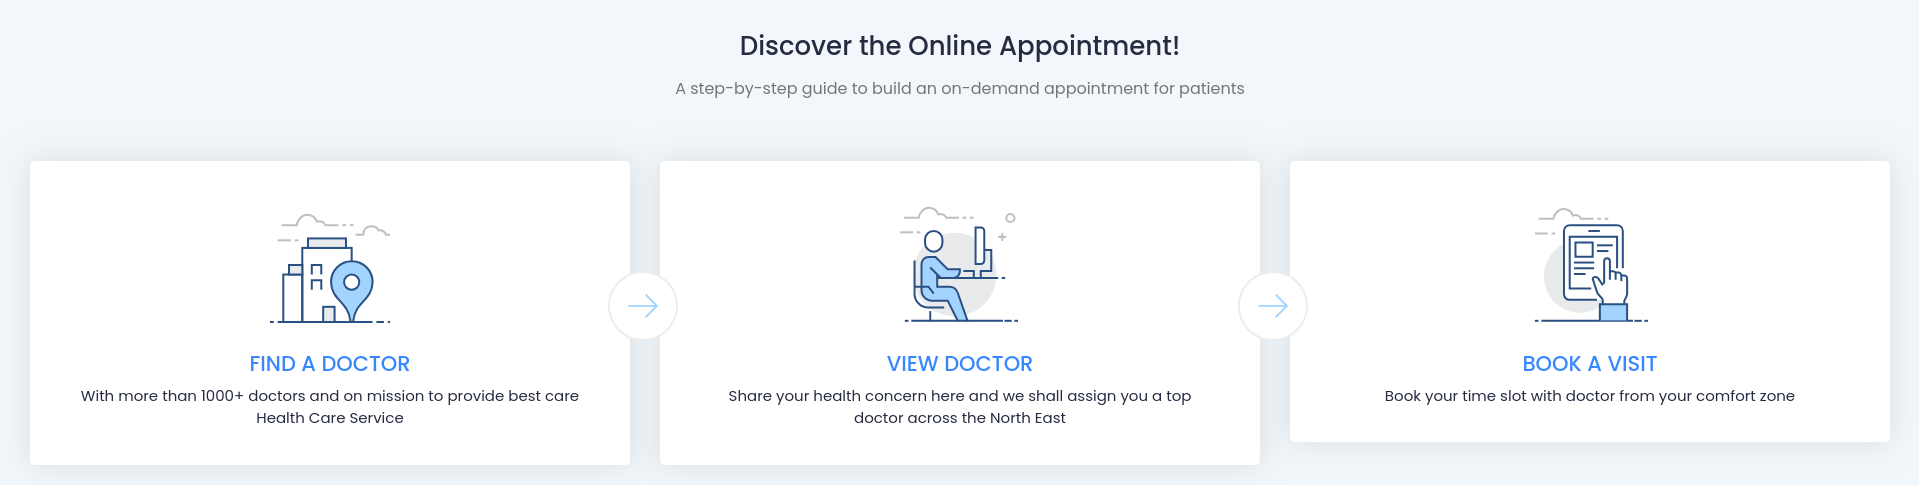 Discover the Online Appointment!
A step-by-step guide to build an on-demand appointment for patients
FIND A DOCTOR
With more than 1000+ doctors and on mission to provide best care
Health Care Service
VIEW DOCTOR
Share your health concern here and we shall assign you a top
doctor across the North East
BOOK A VISIT
Book your time slot with doctor from your comfort zone